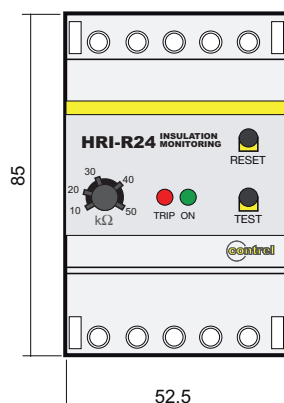 HRI-R24 INSULATION MONITORING
RESET
30
20
40
10
50
kΩ
TRIP ON
TEST
contrel
85
52.5